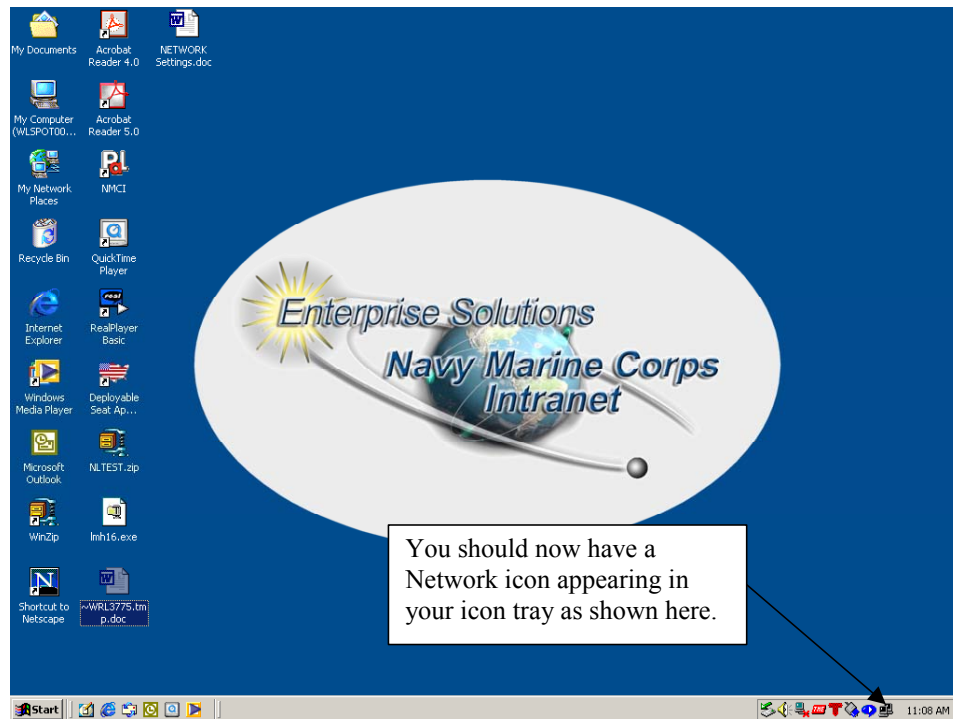 My Documents
Acrobat
Reader 4.0
NETWORK
Settings.doc
My Computer
(WLSPOT00...
Acrobat
Reader 5.0
My Network
Places
NMCI
Recycle Bin
QuickTime
Player
Internet
Explorer
real
RealPlayer
Basic
Windows
Media Player
Deployable
Seat Ap...
Microsoft
Outlook
NLTEST.zip
WinZip
lmh16.exe
Shortcut to
Netscape
~WRL3775.tm
p.doc
Enterprise Solutions
Navy Marine Corps
Intranet
You should now have a
Network icon appearing in
your icon tray as shown here.
Start
11:08 AM